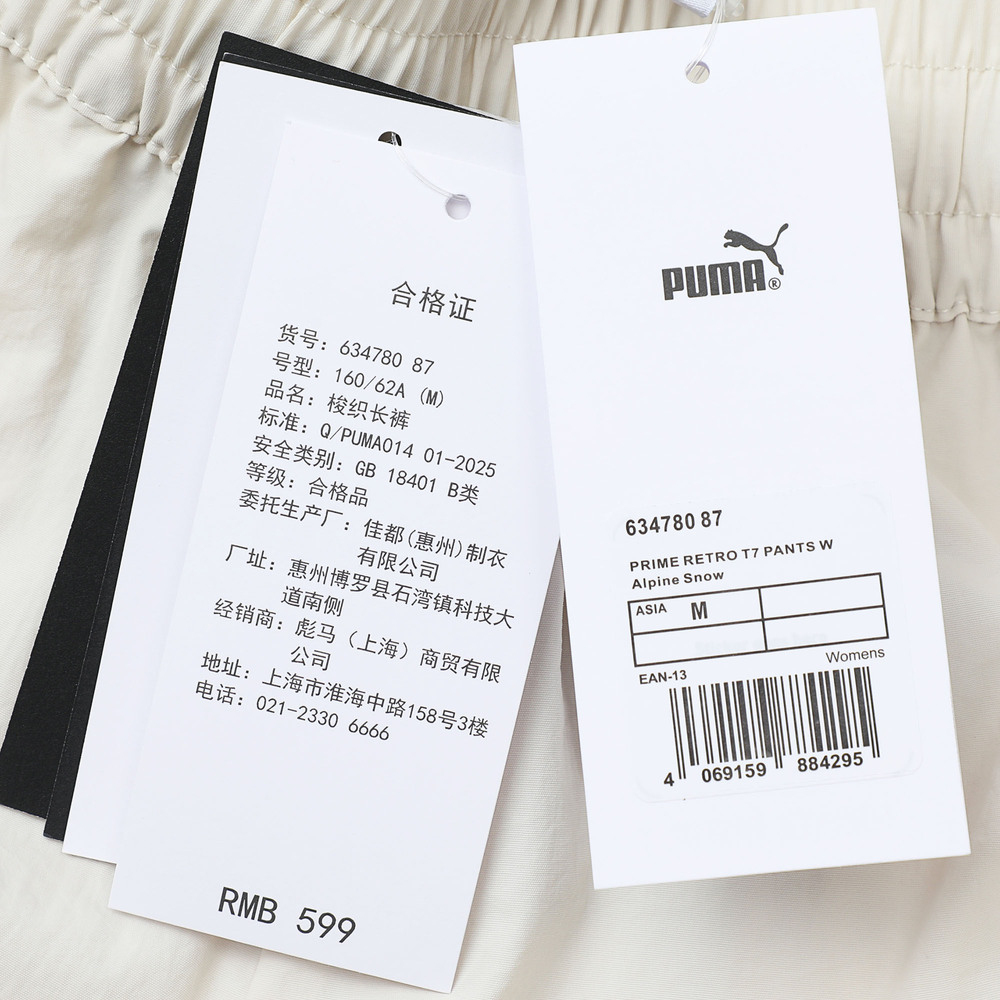 合格证
货号: 634780 87
号型: 160/62A (M)
品名: 梭织长裤
标准: Q/PUMA014 01-2025
安全类别: GB 18401 B类
等级: 合格品
委托生产厂: 佳都(惠州)制衣
有限公司
厂址: 惠州博罗县石湾镇科技大
道南侧
经销商: 彪马 (上海) 商贸有限
公司
地址: 上海市淮海中路158号3楼
电话: 021-2330 6666
RMB 599
PUMA®
634780 87
PRIME RETRO T7 PANTS W
Alpine Snow
ASIA M
Womens
EAN-13
4 069159 884295